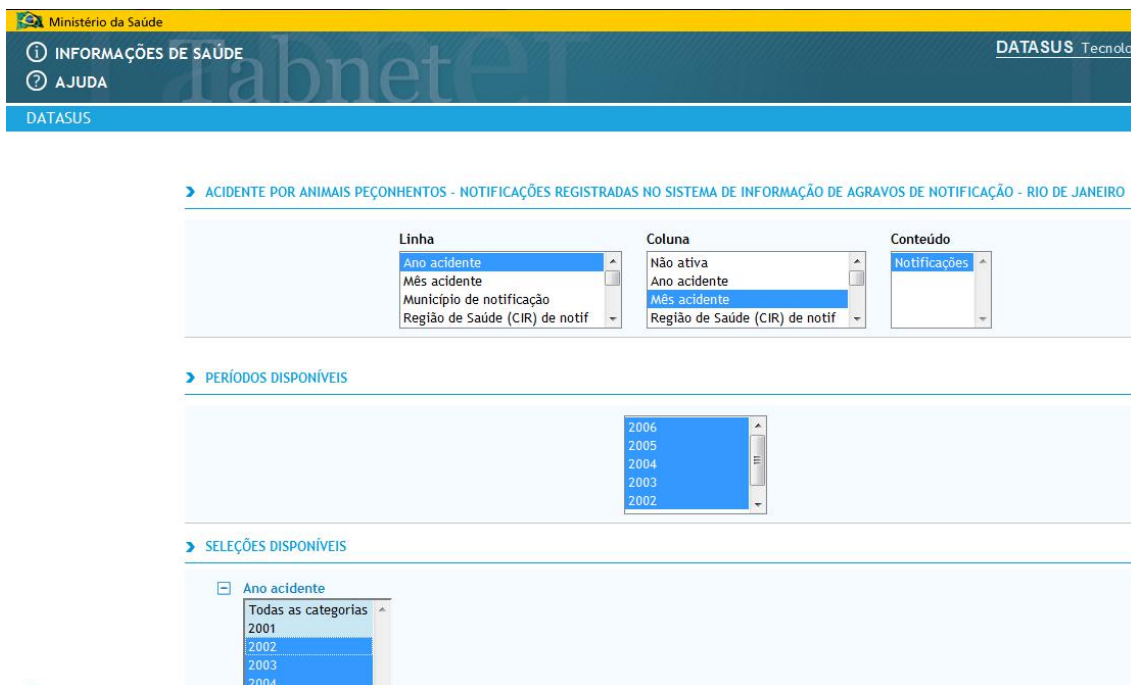 Ministério da Saúde
INFORMAÇÕES DE SAÚDE
AJUDA
Tabnet
DATASUS
DATASUS
ACIDENTE POR ANIMAIS PEÇONHENTOS - NOTIFICAÇÕES REGISTRADAS NO SISTEMA DE INFORMAÇÃO DE AGRAVOS DE NOTIFICAÇÃO - RIO DE JANEIRO
Linha
Ano acidente
Mês acidente
Município de notificação
Região de Saúde (CIR) de notif
Coluna
Não ativa
Ano acidente
Mês acidente
Região de Saúde (CIR) de notif
Conteúdo
Notificações
PERÍODOS DISPONÍVEIS
2006
2005
2004
2003
2002
SELEÇÕES DISPONÍVEIS
Ano acidente
Todas as categorias
2001
2002
2003
2004